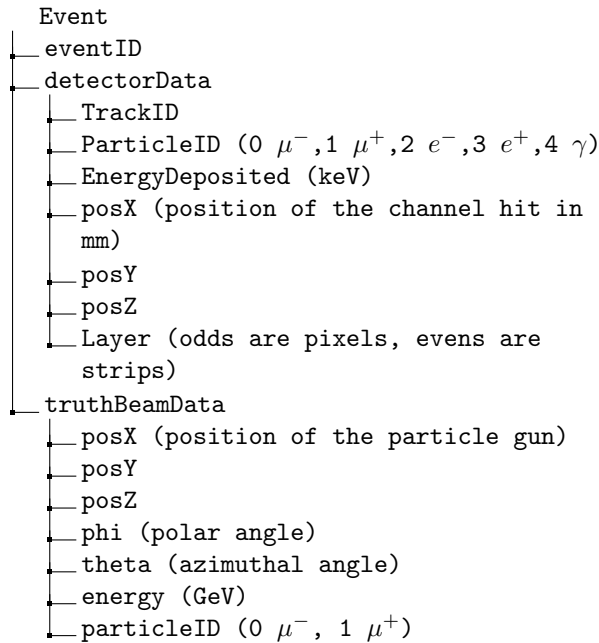 Event
eventID
detectorData
TrackID
ParticleID (0 μ⁻,1 μ⁺,2 e⁻,3 e⁺,4 γ)
EnergyDeposited (keV)
posX (position of the channel hit in
mm)
posY
posZ
Layer (odds are pixels, evens are
strips)
truthBeamData
posX (position of the particle gun)
posY
posZ
phi (polar angle)
theta (azimuthal angle)
energy (GeV)
particleID (0 μ⁻, 1 μ⁺)